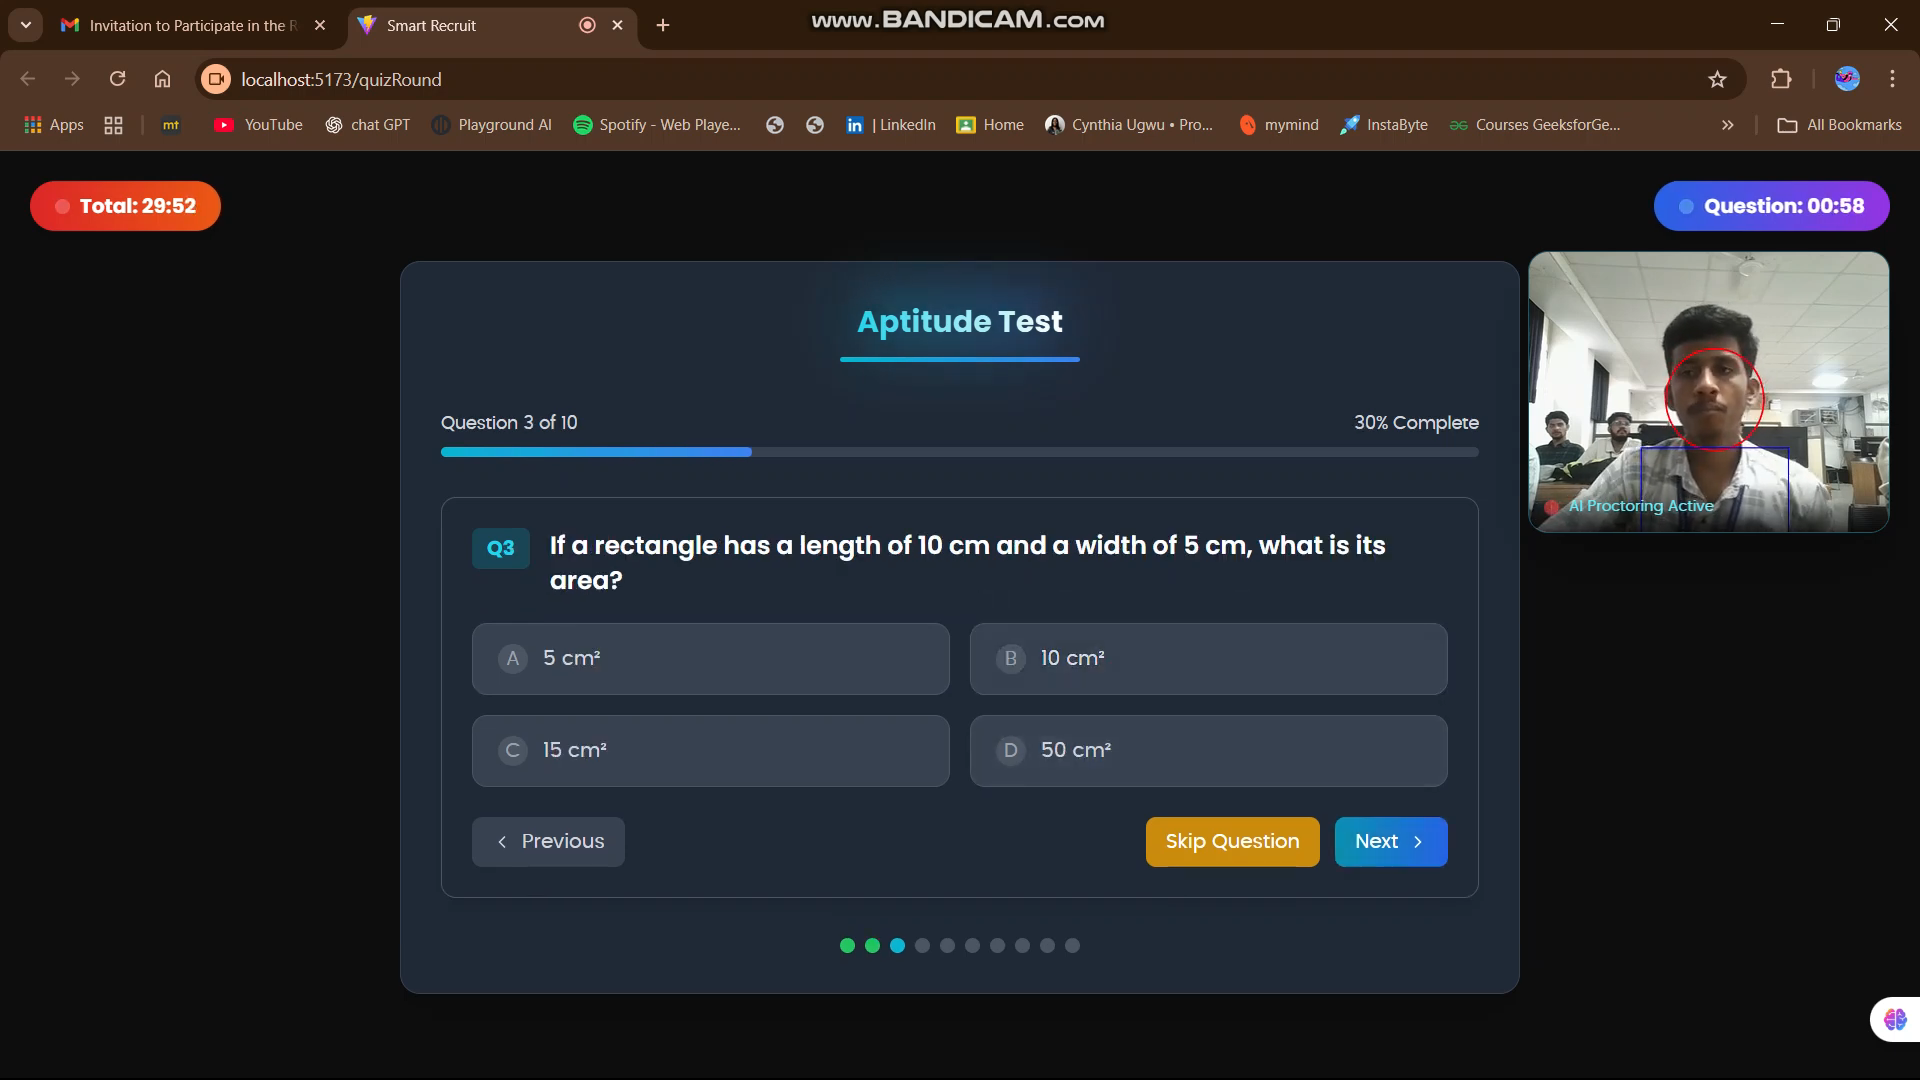 Invitation to Participate in the R
Smart Recruit
www.BANDICAM.com
localhost:5173/quizRound
Apps
mt
YouTube
chat GPT
Playground AI
Spotify - Web Playe...
in | LinkedIn
Home
Cynthia Ugwu • Pro...
mymind
InstaByte
Courses GeeksforGe...
»
All Bookmarks
Total: 29:52
Question: 00:58
Aptitude Test
Question 3 of 10
30% Complete
AI Proctoring Active
Q3
If a rectangle has a length of 10 cm and a width of 5 cm, what is its
area?
A 5 cm²
B 10 cm²
C 15 cm²
D 50 cm²
Previous
Skip Question
Next